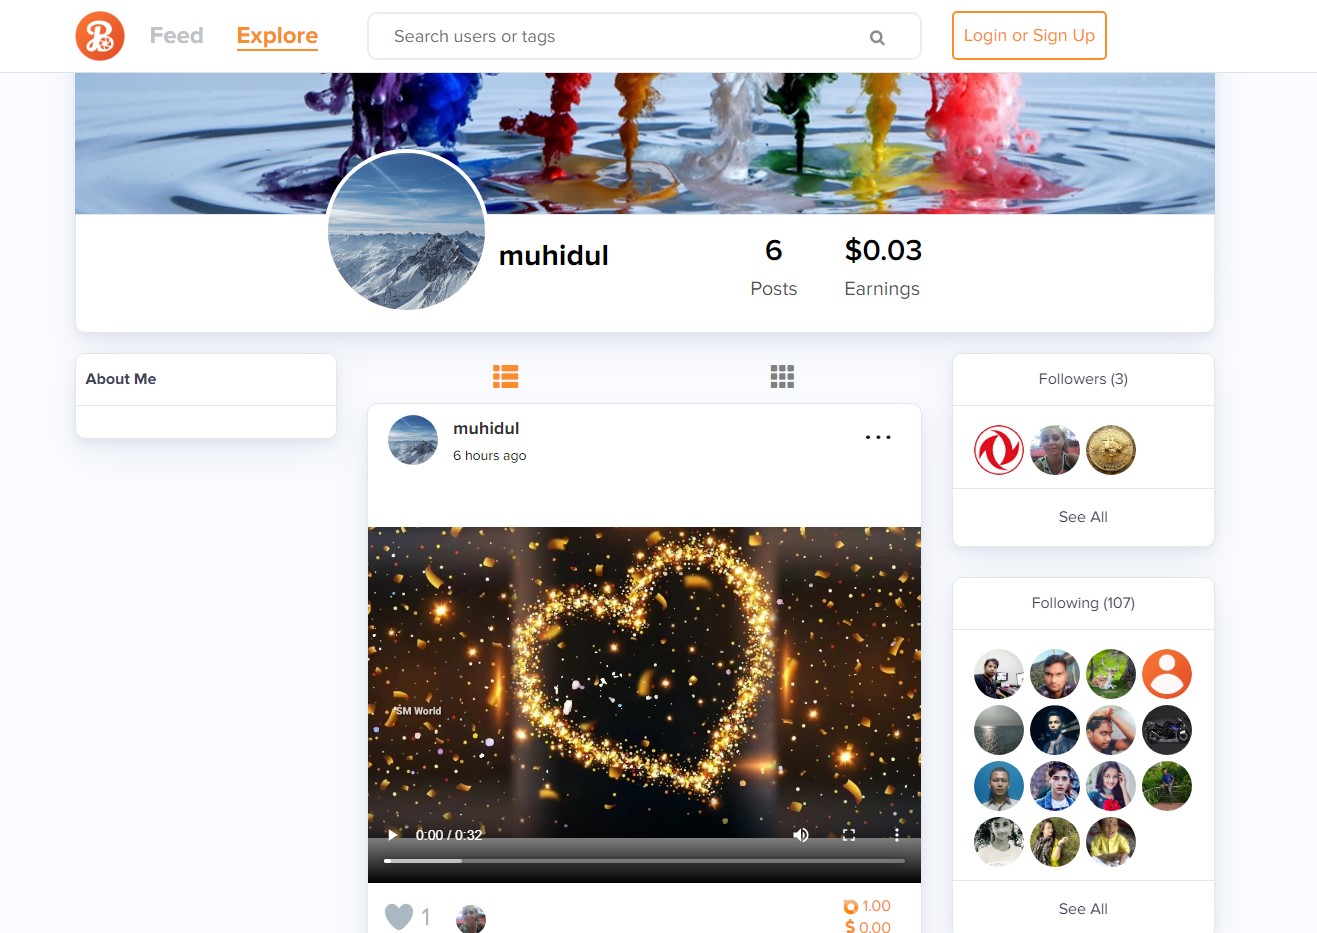 Feed
Explore
Search users or tags
Login or Sign Up
muhidul
6
Posts
$0.03
Earnings
About Me
muhidul
6 hours ago
...
SM World
0:00 / 0:32
1
1.00
$ 0.00
Followers (3)
See All
Following (107)
See All